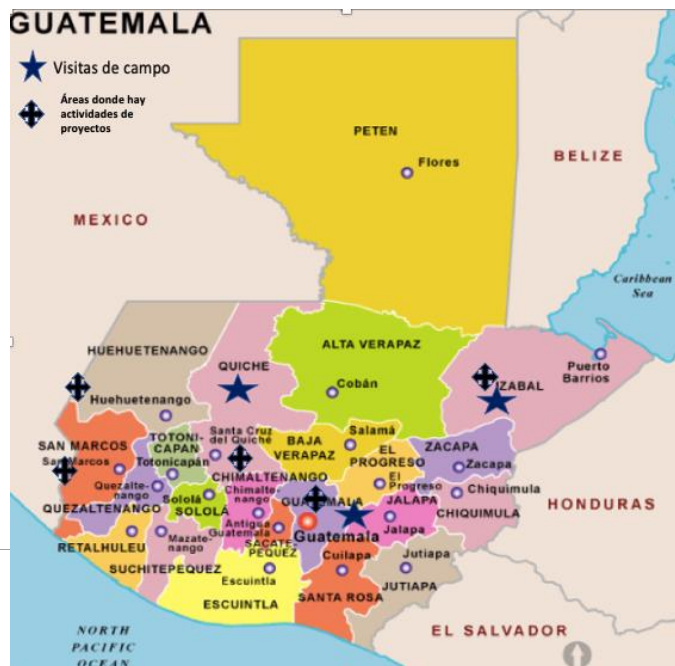 GUATEMALA
Visitas de campo
Áreas donde hay
actividades de
proyectos
PETEN
Flores
BELIZE
MEXICO
Caribbean
Sea
HUEHUETENANGO
Huehuetenango
QUICHE
ALTA VERAPAZ
Cobán
IZABAL
Puerto
Barrios
SAN MARCOS
San Marcos
TOTONI-
CAPAN
Totonicapán
Santa Cruz
del Quiché
BAJA
VERAPAZ
Salamá
EL
PROGRESO
El
Progreso
ZACAPA
Zacapa
Quezalte-
nango
QUEZALTENANGO
Sololá
SOLOLÁ
CHIMALTENANGO
Chimalte-
nango
GUATEMALA
Guatemala
JALAPA
Jalapa
Chiquimula
CHIQUIMULA
HONDURAS
RETALHULEU
Mazate-
nango
SUCHITEPEQUEZ
Antigua
Guatemala
SACATE-
PEQUEZ
Escuintla
ESCUINTLA
Cuilapa
SANTA ROSA
Jutiapa
JUTIAPA
EL SALVADOR
NORTH
PACIFIC
OCEAN